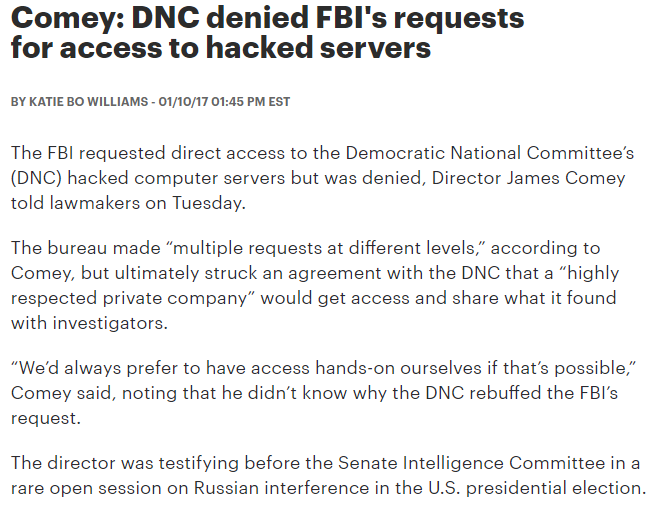 Comey: DNC denied FBI's requests
for access to hacked servers
BY KATIE BO WILLIAMS - 01/10/17 01:45 PM EST
The FBI requested direct access to the Democratic National Committee’s
(DNC) hacked computer servers but was denied, Director James Comey
told lawmakers on Tuesday.
The bureau made “multiple requests at different levels,” according to
Comey, but ultimately struck an agreement with the DNC that a “highly
respected private company” would get access and share what it found
with investigators.
“We’d always prefer to have access hands-on ourselves if that’s possible,”
Comey said, noting that he didn’t know why the DNC rebuffed the FBI’s
request.
The director was testifying before the Senate Intelligence Committee in a
rare open session on Russian interference in the U.S. presidential election.